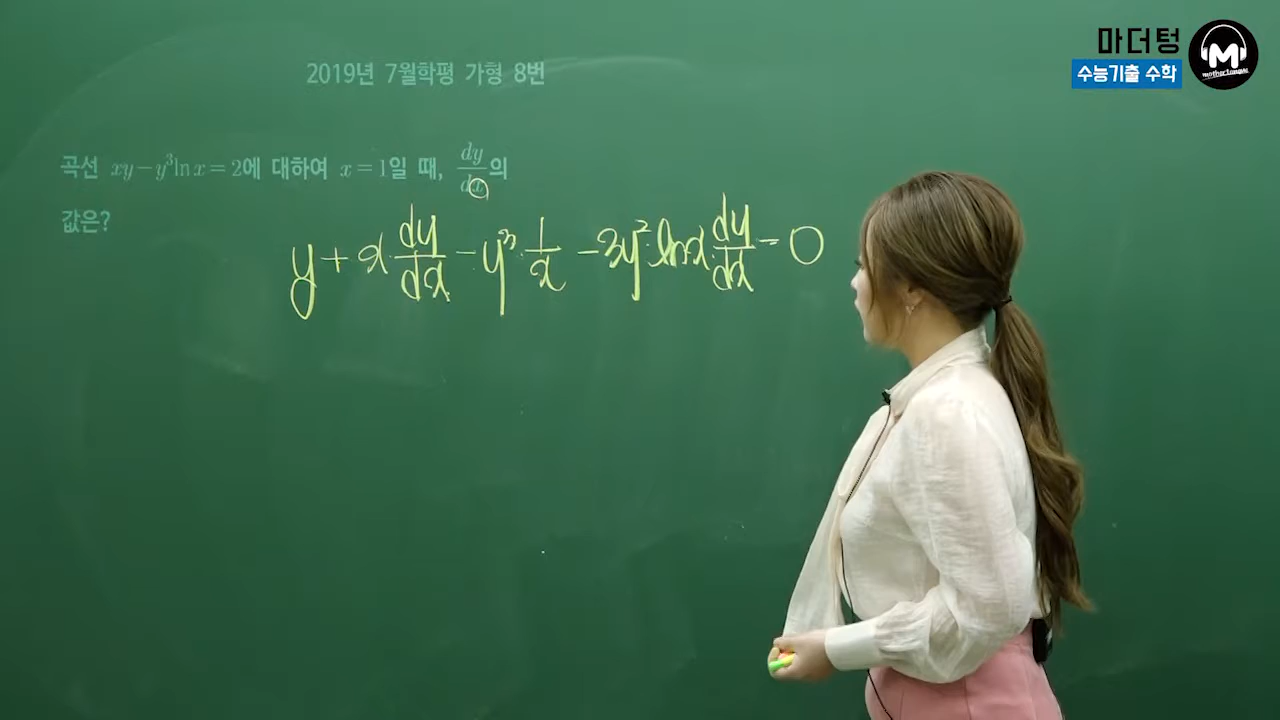 마더텅
수능기출 수학
M
mothertongue
2019년 7월학평 가형 8번
곡선 xy-y³ln x=2에 대하여 x=1일 때, dy/dx의
값은?
y + x·dy/dx - y³·1/x - 3y²·ln x·dy/dx = 0